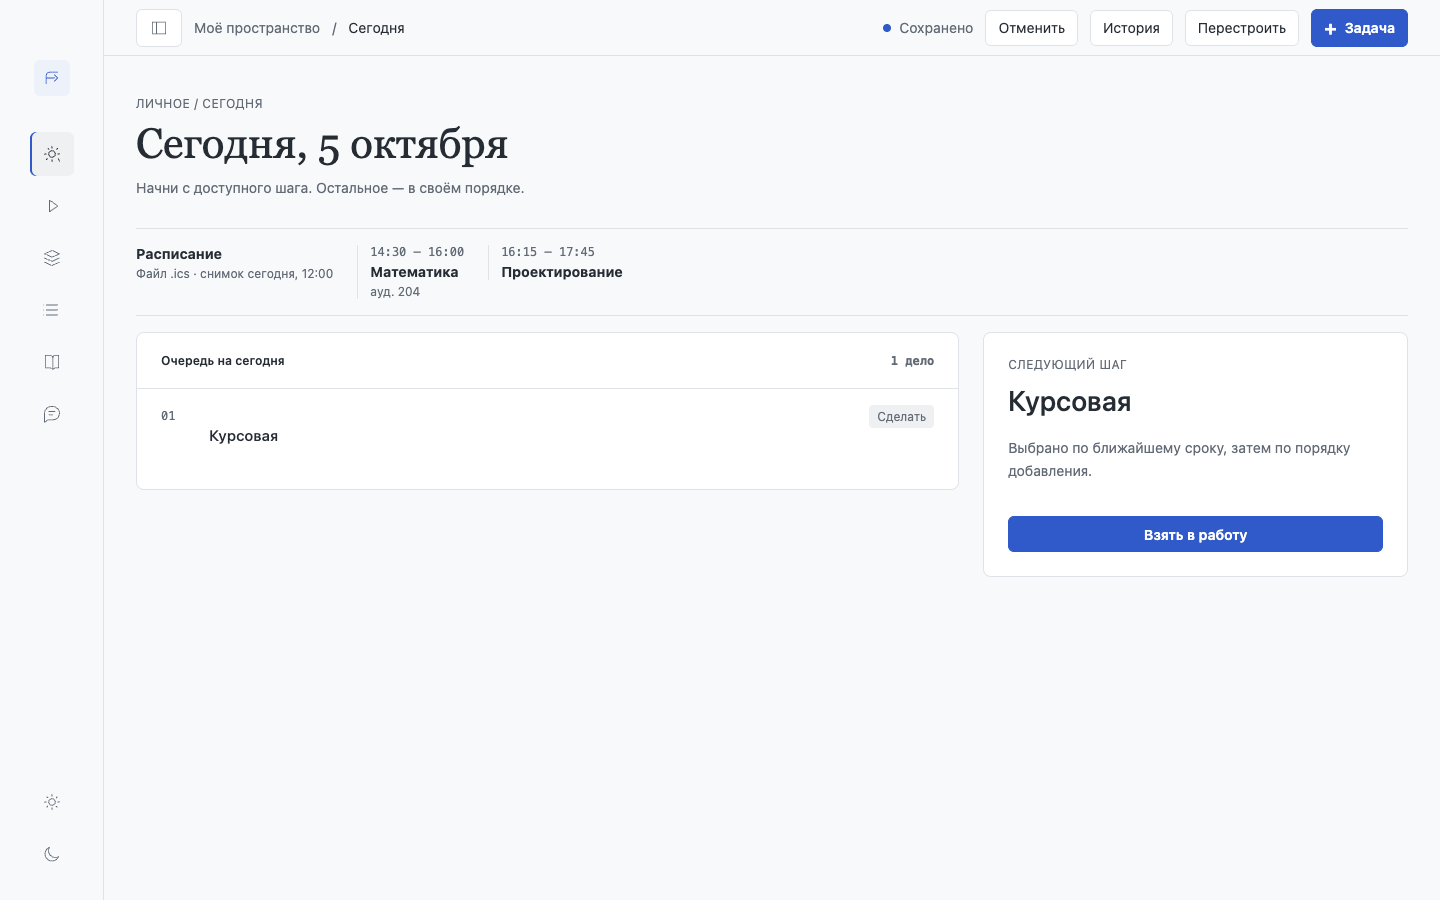 Моё пространство / Сегодня
Сохранено
Отменить
История
Перестроить
+ Задача
ЛИЧНОЕ / СЕГОДНЯ
Сегодня, 5 октября
Начни с доступного шага. Остальное — в своём порядке.
Расписание
Файл .ics · снимок сегодня, 12:00
14:30 — 16:00
Математика
ауд. 204
16:15 — 17:45
Проектирование
Очередь на сегодня
1 дело
01
Курсовая
Сделать
СЛЕДУЮЩИЙ ШАГ
Курсовая
Выбрано по ближайшему сроку, затем по порядку
добавления.
Взять в работу